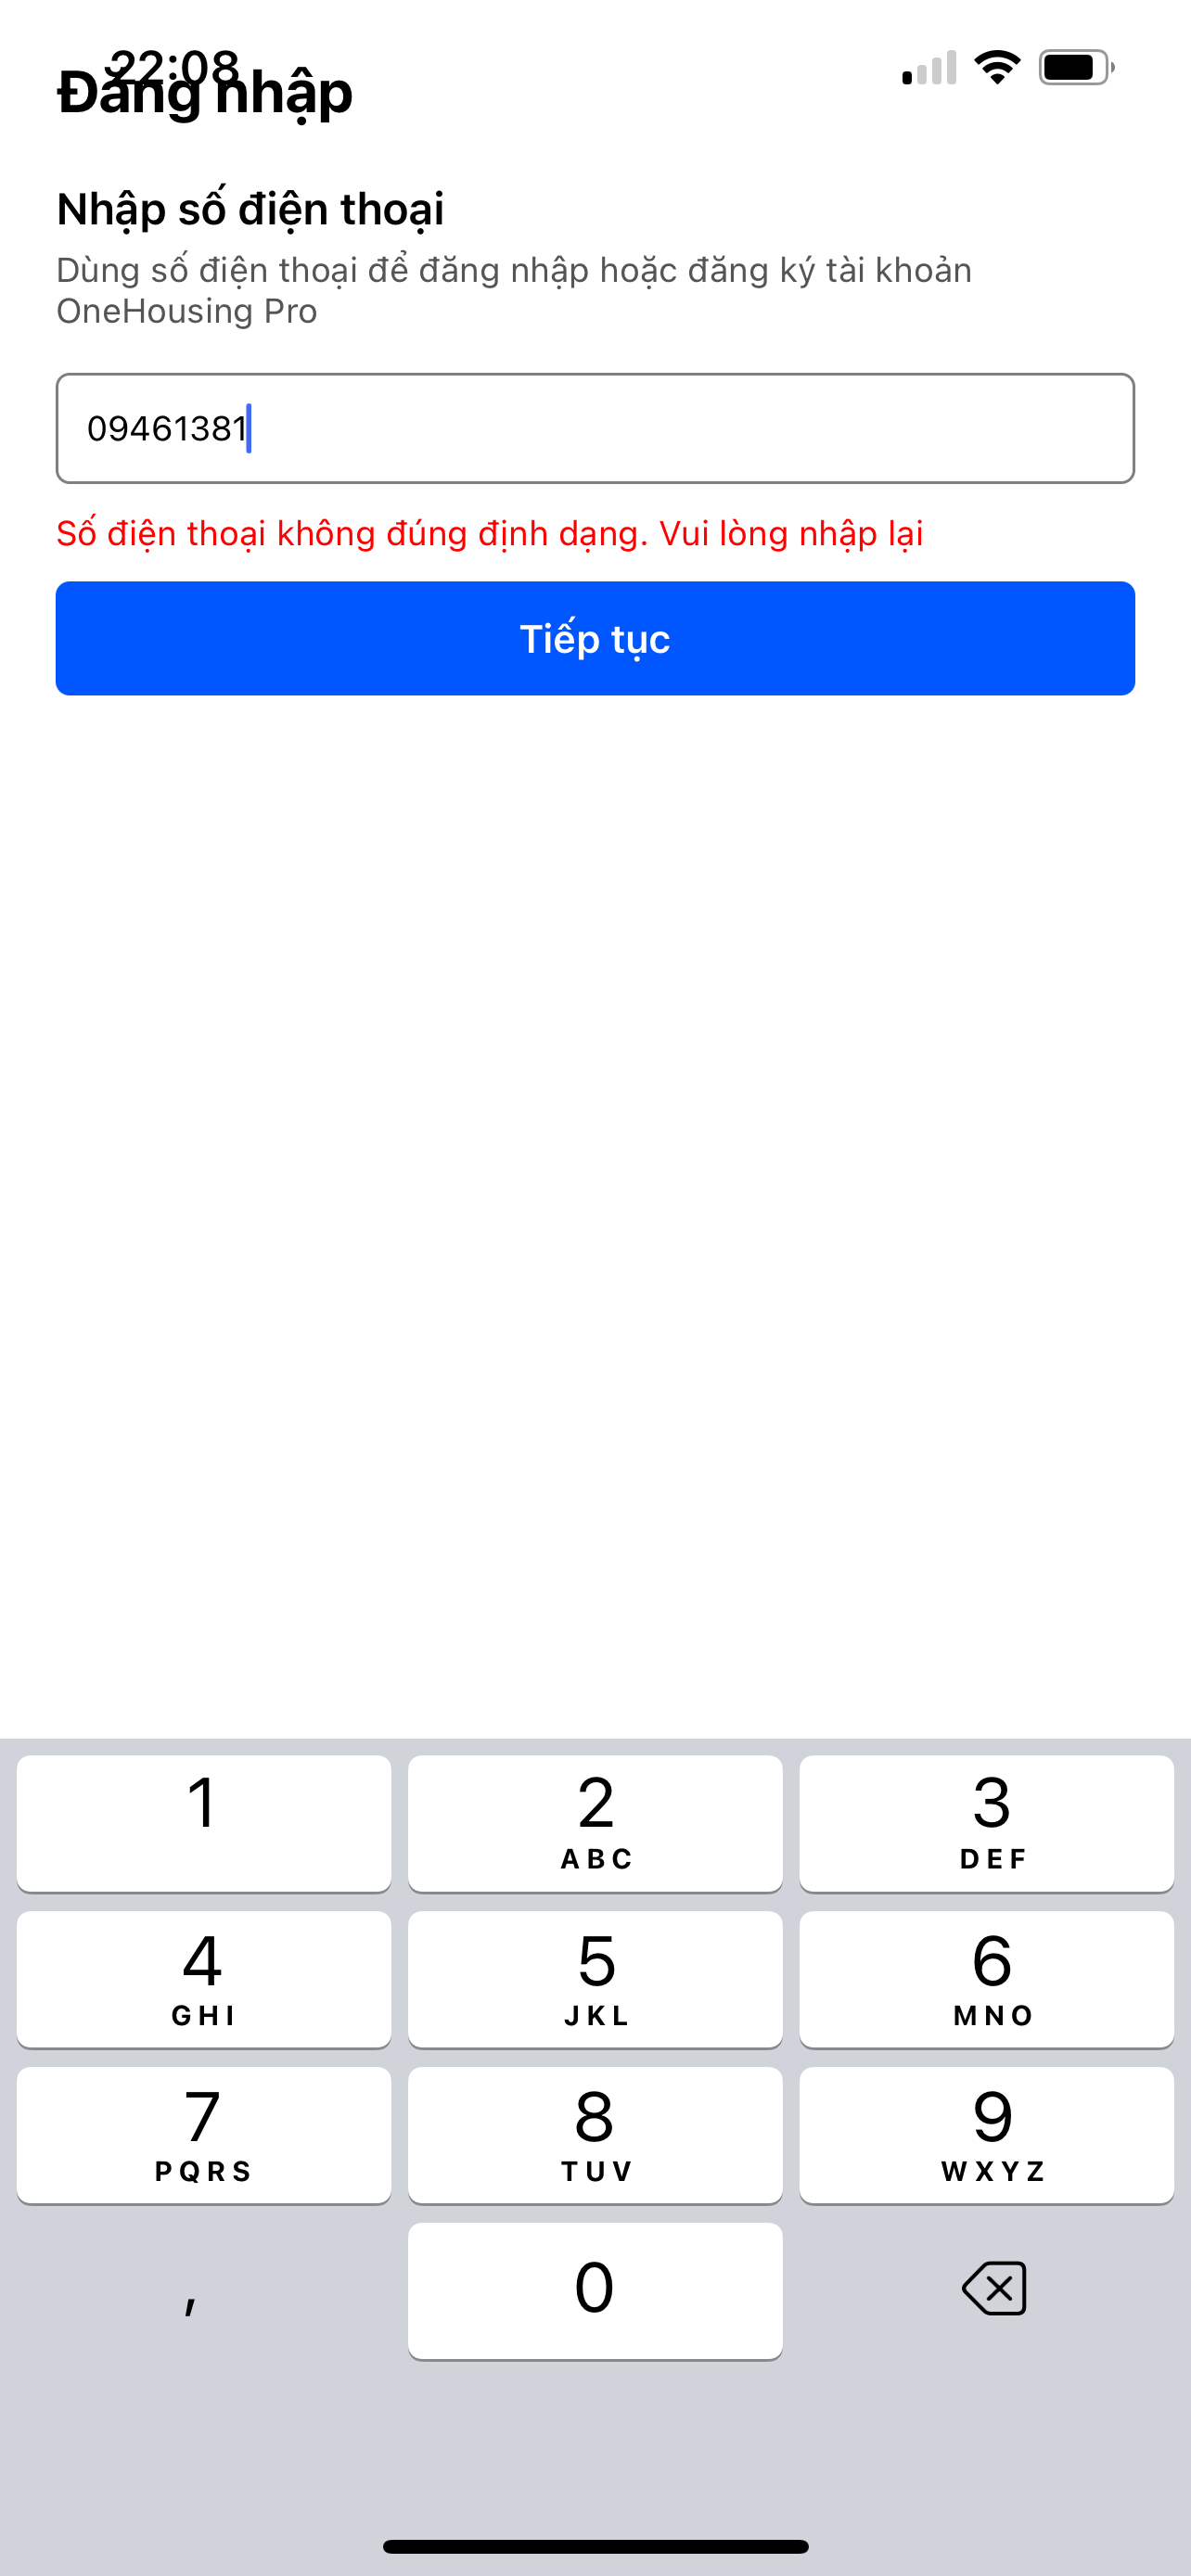 22:08
Đăng nhập
Nhập số điện thoại
Dùng số điện thoại để đăng nhập hoặc đăng ký tài khoản
OneHousing Pro
09461381
Số điện thoại không đúng định dạng. Vui lòng nhập lại
Tiếp tục
1
2
ABC
3
DEF
4
GHI
5
JKL
6
MNO
7
PQRS
8
TUV
9
WXYZ
,
0